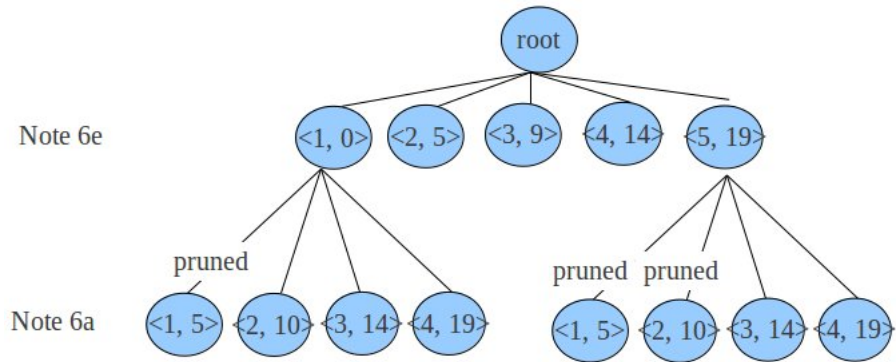 root
Note 6e <1, 0> <2, 5> <3, 9> <4, 14> <5, 19>
pruned pruned pruned
Note 6a <1, 5> <2, 10> <3, 14> <4, 19> <1, 5> <2, 10> <3, 14> <4, 19>